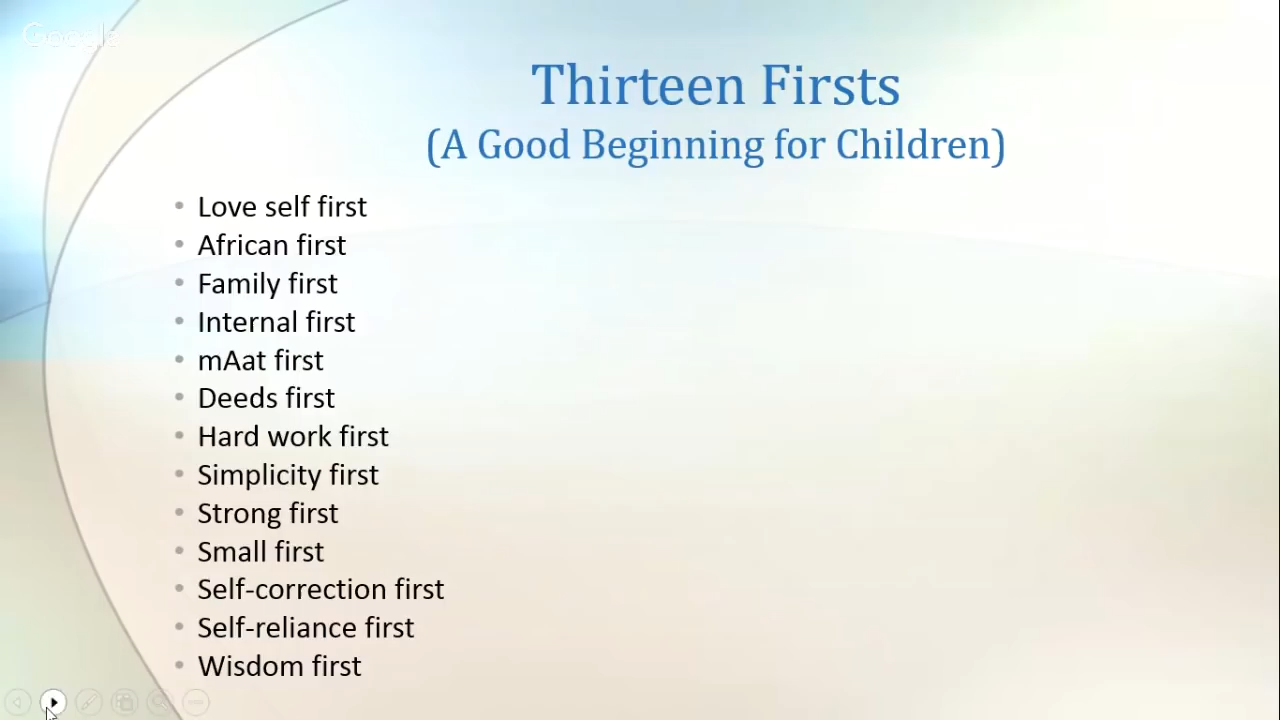 Google
Thirteen Firsts
(A Good Beginning for Children)
• Love self first
• African first
• Family first
• Internal first
• mAat first
• Deeds first
• Hard work first
• Simplicity first
• Strong first
• Small first
• Self-correction first
• Self-reliance first
• Wisdom first